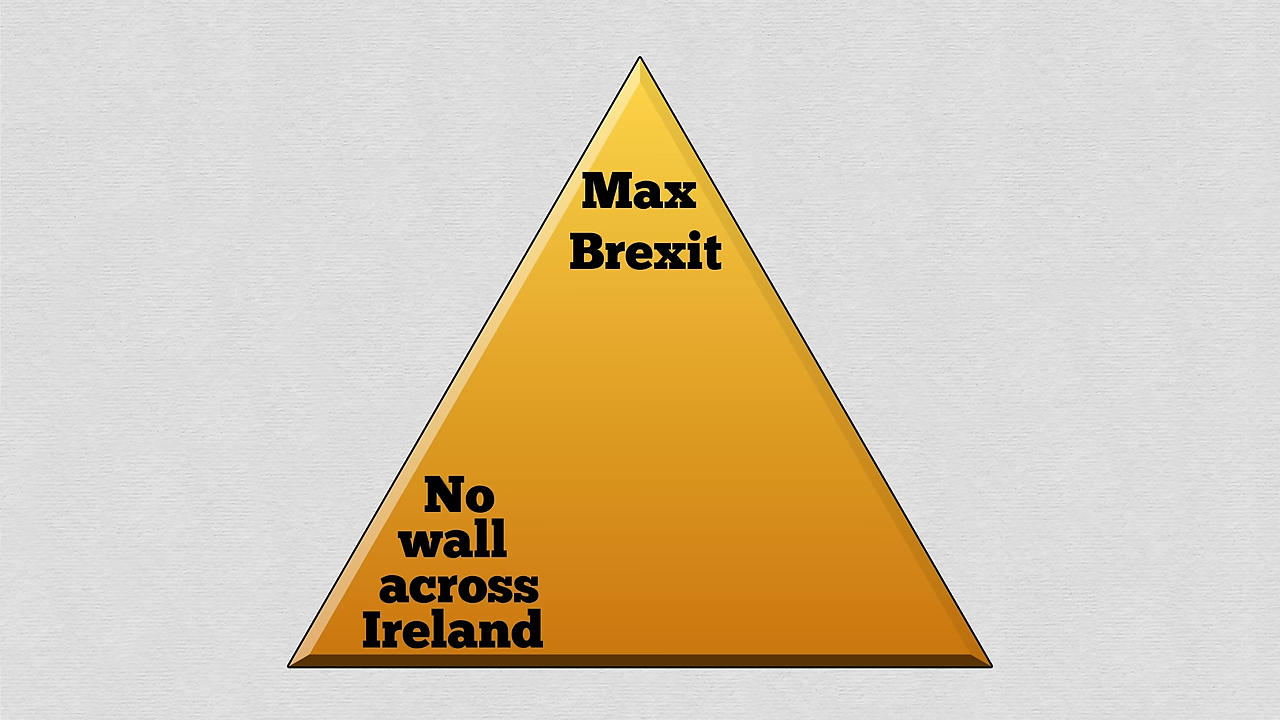 Max
Brexit
No
wall
across
Ireland